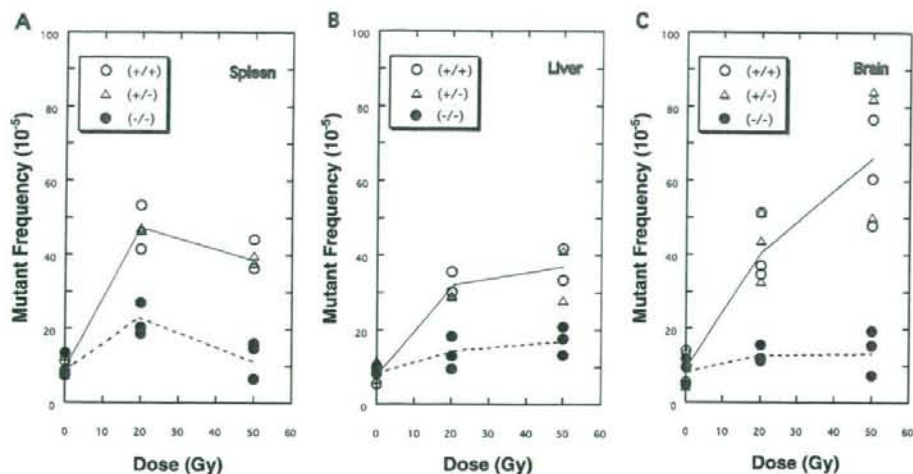 A
100
80
60
40
20
0
Mutant Frequency (10⁻⁵)
(+/+)
(+/-)
(-/-)
Spleen
0 10 20 30 40 50 60
Dose (Gy)
B
100
80
60
40
20
0
Mutant Frequency (10⁻⁵)
(+/+)
(+/-)
(-/-)
Liver
0 10 20 30 40 50 60
Dose (Gy)
C
100
80
60
40
20
0
Mutant Frequency (10⁻⁵)
(+/+)
(+/-)
(-/-)
Brain
0 10 20 30 40 50 60
Dose (Gy)